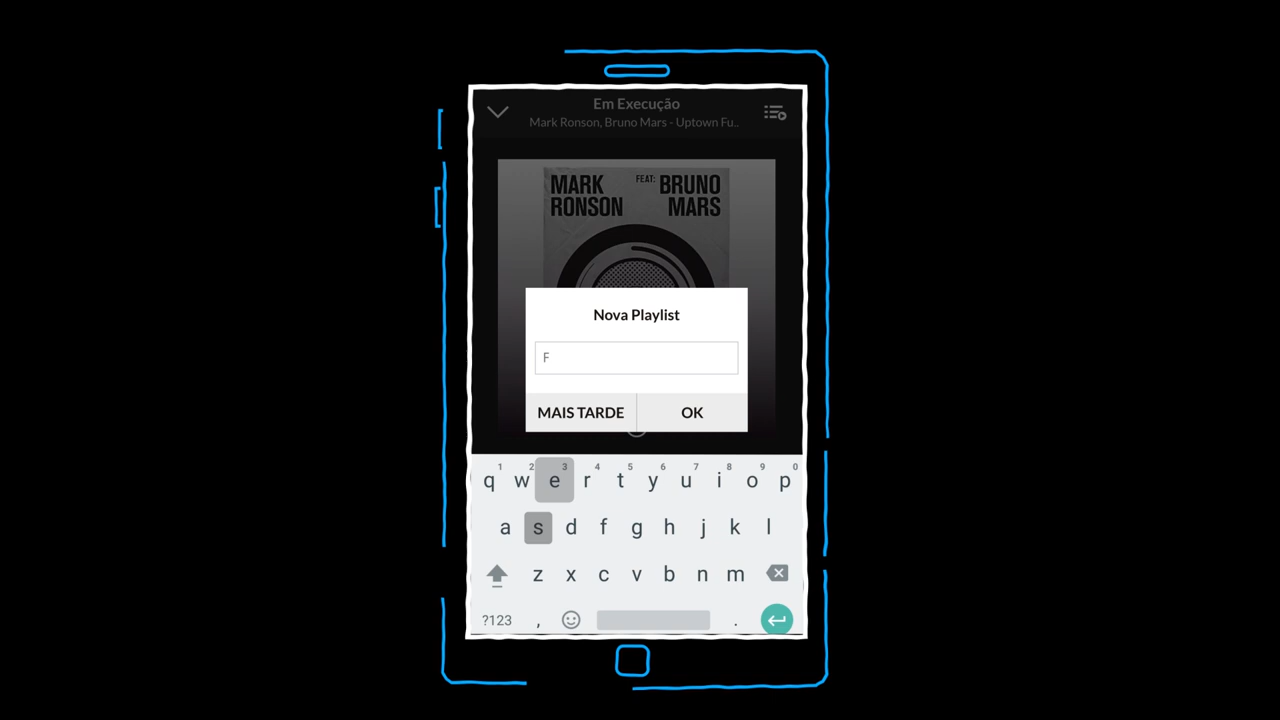 Em Execução
Mark Ronson, Bruno Mars - Uptown Fu..
MARK RONSON
FEAT:
BRUNO MARS
Nova Playlist
F
MAIS TARDE
OK
1 2 3 4 5 6 7 8 9 0
q w e r t y u i o p
a s d f g h j k l
z x c v b n m
?123 , .